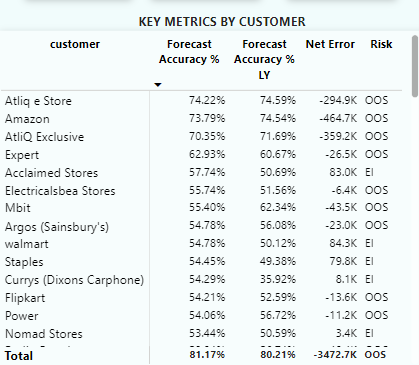 KEY METRICS BY CUSTOMER
customer Forecast Accuracy % Forecast Accuracy % LY Net Error Risk
Atliq e Store 74.22% 74.59% -294.9K OOS
Amazon 73.79% 74.54% -464.7K OOS
AtliQ Exclusive 70.35% 71.69% -359.2K OOS
Expert 62.93% 60.67% -26.5K OOS
Acclaimed Stores 57.74% 50.69% 83.0K EI
Electricalsbea Stores 55.74% 51.56% -6.4K OOS
Mbit 55.40% 62.34% -43.5K OOS
Argos (Sainsbury's) 54.78% 56.08% -23.0K OOS
walmart 54.78% 50.12% 84.3K EI
Staples 54.45% 49.38% 79.8K EI
Currys (Dixons Carphone) 54.29% 35.92% 8.1K EI
Flipkart 54.21% 52.59% -13.6K OOS
Power 54.06% 56.72% -11.2K OOS
Nomad Stores 53.44% 50.59% 3.4K EI
Total 81.17% 80.21% -3472.7K OOS